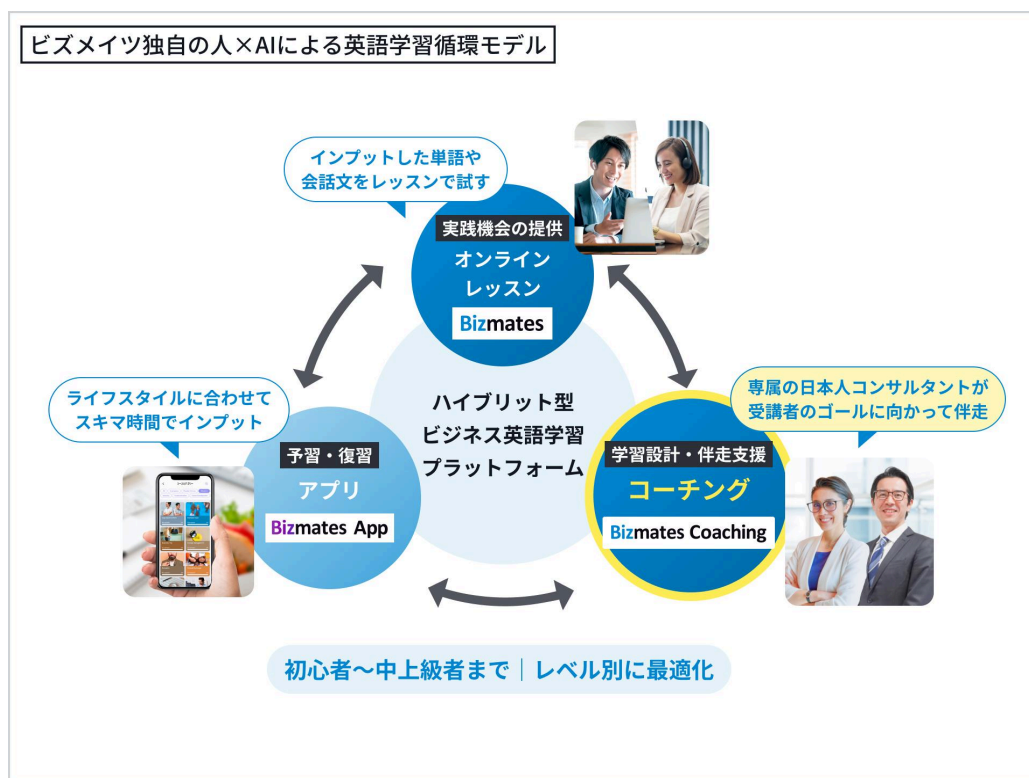 ビズメイツ独自の人×AIによる英語学習循環モデル
インプットした単語や
会話文をレッスンで試す
実践機会の提供
オンライン
レッスン
Bizmates
ライフスタイルに合わせて
スキマ時間でインプット
予習・復習
アプリ
Bizmates App
ハイブリット型
ビジネス英語学習
プラットフォーム
専属の日本人コンサルタントが
受講者のゴールに向かって伴走
学習設計・伴走支援
コーチング
Bizmates Coaching
初心者〜中上級者まで｜レベル別に最適化